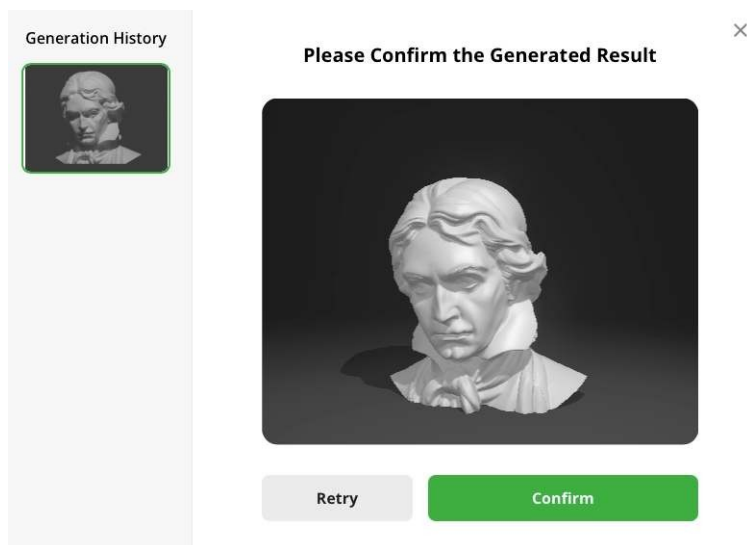 Generation History
Please Confirm the Generated Result
Retry
Confirm